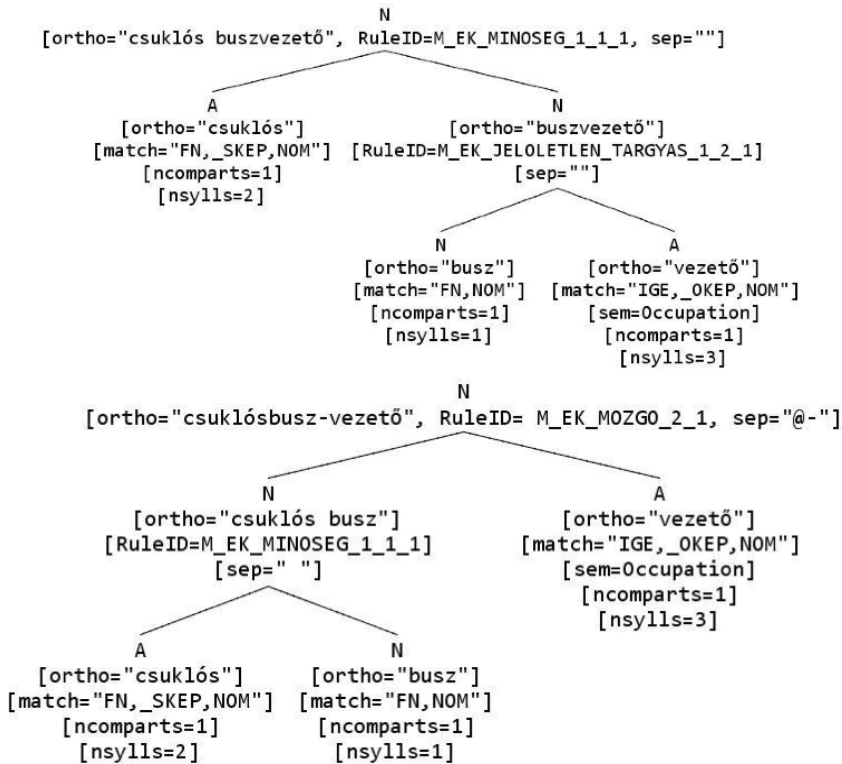 N
[ortho="csuklós buszvezető", RuleID=M_EK_MINOSEG_1_1_1, sep=""]
A N
[ortho="csuklós"] [ortho="buszvezető"]
[match="FN,_SKEP,NOM"] [RuleID=M_EK_JELOLETLEN_TARGYAS_1_2_1]
[ncomparts=1] [sep=""]
[nsylls=2]
N A
[ortho="busz"] [ortho="vezető"]
[match="FN,NOM"] [match="IGE,_OKEP,NOM"]
[ncomparts=1] [sem=Occupation]
[nsylls=1] [ncomparts=1]
[nsylls=3]
N
[ortho="csuklósbusz-vezető", RuleID= M_EK_MOZGO_2_1, sep="@-"]
N A
[ortho="csuklós busz"] [ortho="vezető"]
[RuleID=M_EK_MINOSEG_1_1_1] [match="IGE,_OKEP,NOM"]
[sep=" "] [sem=Occupation]
[ncomparts=1]
[nsylls=3]
A N
[ortho="csuklós"] [ortho="busz"]
[match="FN,_SKEP,NOM"] [match="FN,NOM"]
[ncomparts=1] [ncomparts=1]
[nsylls=2] [nsylls=1]